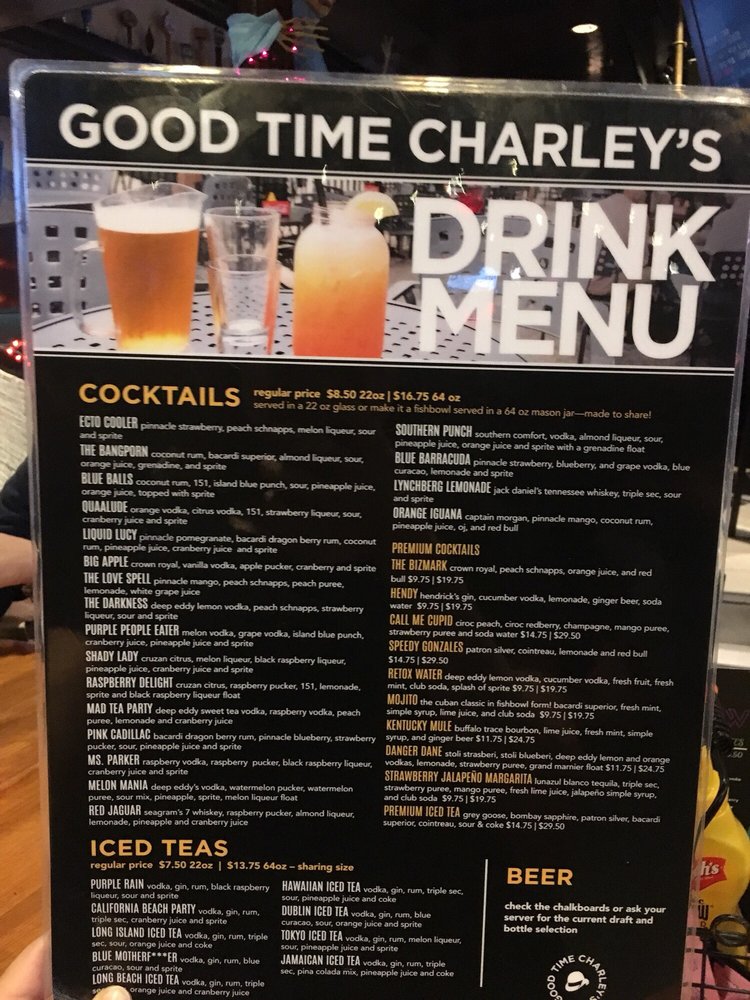 GOOD TIME CHARLEY'S
DRINK
MENU
COCKTAILS regular price $8.50 22oz | $16.75 64 oz
served in a 22 oz glass or make it a fishbowl served in a 64 oz mason jar—made to share!
ECTO COOLER pinnacle strawberry, peach schnapps, melon liqueur, sour
and sprite
THE BANGPORN coconut rum, bacardi superior, almond liqueur, sour,
orange juice, grenadine, and sprite
BLUE BALLS coconut rum, 151, island blue punch, sour, pineapple juice,
orange juice, topped with sprite
QUAALUDE orange vodka, citrus vodka, 151, strawberry liqueur, sour,
cranberry juice and sprite
LIQUID LUCY pinnacle pomegranate, bacardi dragon berry rum, coconut
rum, pineapple juice, cranberry juice and sprite
BIG APPLE crown royal, vanilla vodka, apple pucker, cranberry and sprite
THE LOVE SPELL pinnacle mango, peach schnapps, peach puree,
lemonade, white grape juice
THE DARKNESS deep eddy lemon vodka, peach schnapps, strawberry
liqueur, sour and sprite
PURPLE PEOPLE EATER melon vodka, grape vodka, island blue punch,
cranberry juice, pineapple juice and sprite
SHADY LADY cruzan citrus, melon liqueur, black raspberry liqueur,
pineapple juice, cranberry juice and sprite
RASPBERRY DELIGHT cruzan citrus, raspberry pucker, 151, lemonade,
sprite and black raspberry liqueur float
MAD TEA PARTY deep eddy sweet tea vodka, raspberry vodka, peach
puree, lemonade and cranberry juice
PINK CADILLAC bacardi dragon berry rum, pinnacle blueberry, strawberry
pucker, sour, pineapple juice and sprite
MS. PARKER raspberry vodka, raspberry pucker, black raspberry liqueur,
cranberry juice and sprite
MELON MANIA deep eddy's vodka, watermelon pucker, watermelon
puree, sour mix, pineapple, sprite, melon liqueur float
RED JAGUAR seagram's 7 whiskey, raspberry pucker, almond liqueur,
lemonade, pineapple and cranberry juice
SOUTHERN PUNCH southern comfort, vodka, almond liqueur, sour,
pineapple juice, orange juice and sprite with a grenadine float
BLUE BARRACUDA pinnacle strawberry, blueberry, and grape vodka, blue
curacao, lemonade and sprite
LYNCHBERG LEMONADE jack daniel's tennessee whiskey, triple sec, sour
and sprite
ORANGE IGUANA captain morgan, pinnacle mango, coconut rum,
pineapple juice, oj, and red bull
PREMIUM COCKTAILS
THE BIZMARK crown royal, peach schnapps, orange juice, and red
bull $9.75 | $19.75
HENDY hendrick's gin, cucumber vodka, lemonade, ginger beer, soda
water $9.75 | $19.75
CALL ME CUPID ciroc peach, ciroc redberry, champagne, mango puree,
strawberry puree and soda water $14.75 | $29.50
SPEEDY GONZALES patron silver, cointreau, lemonade and red bull
$14.75 | $29.50
RETOX WATER deep eddy lemon vodka, cucumber vodka, fresh fruit, fresh
mint, club soda, splash of sprite $9.75 | $19.75
MOJITO the cuban classic in fishbowl form! bacardi superior, fresh mint,
simple syrup, lime juice, and club soda $9.75 | $19.75
KENTUCKY MULE buffalo trace bourbon, lime juice, fresh mint, simple
syrup, and ginger beer $11.75 | $24.75
DANGER DANE stoli strasberi, stoli blueberi, deep eddy lemon and orange
vodkas, lemonade, strawberry puree, grand marnier float $11.75 | $24.75
STRAWBERRY JALAPEÑO MARGARITA lunazul blanco tequila, triple sec,
strawberry puree, mango puree, fresh lime juice, jalapeño simple syrup,
and club soda $9.75 | $19.75
PREMIUM ICED TEA grey goose, bombay sapphire, patron silver, bacardi
superior, cointreau, sour & coke $14.75 | $29.50
ICED TEAS
regular price $7.50 22oz | $13.75 64oz – sharing size
PURPLE RAIN vodka, gin, rum, black raspberry
liqueur, sour and sprite
CALIFORNIA BEACH PARTY vodka, gin, rum,
triple sec, cranberry juice and sprite
LONG ISLAND ICED TEA vodka, gin, rum, triple
sec, sour, orange juice and coke
BLUE MOTHERF***ER vodka, gin, rum, blue
curacao, sour and sprite
LONG BEACH ICED TEA vodka, gin, rum, triple
orange juice and cranberry juice
HAWAIIAN ICED TEA vodka, gin, rum, triple sec,
sour, pineapple juice and coke
DUBLIN ICED TEA vodka, gin, rum, blue
curacao, sour, orange juice and sprite
TOKYO ICED TEA vodka, gin, rum, melon liqueur,
sour, pineapple juice and sprite
JAMAICAN ICED TEA vodka, gin, rum, triple
sec, pina colada mix, pineapple juice and coke
BEER
check the chalkboards or ask your
server for the current draft and
bottle selection
GOOD TIME CHARLEY